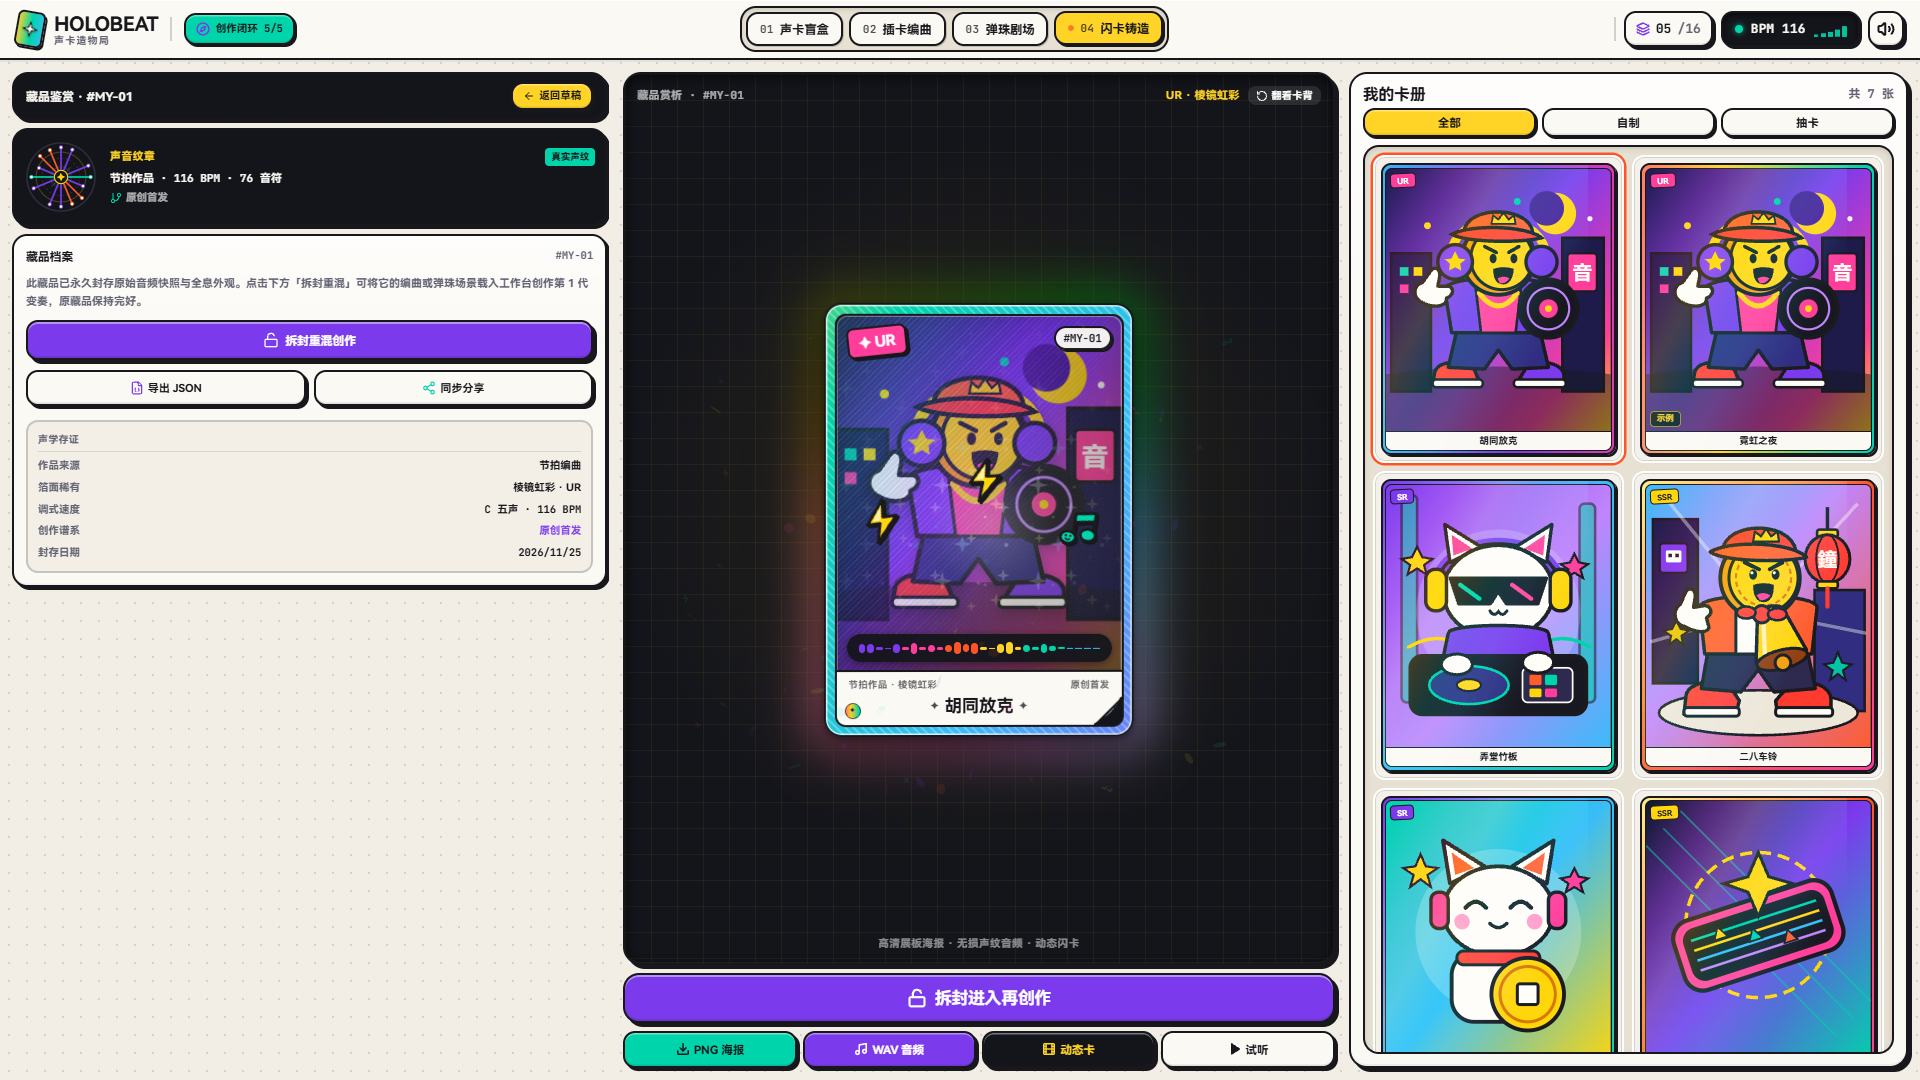 HOLOBEAT
声卡造物局
创作闭环 5/5
01 声卡盲盒
02 插卡编曲
03 弹珠剧场
04 闪卡铸造
05 /16
BPM 116
藏品鉴赏 · #MY-01
← 返回草稿
声音纹章
真实声纹
节拍作品 · 116 BPM · 76 音符
原创首发
藏品档案
#MY-01
此藏品已永久封存原始音频快照与全息外观。点击下方「拆封重混」可将它的编曲或弹珠场景载入工作台创作第 1 代
变奏，原藏品保持完好。
拆封重混创作
导出 JSON
同步分享
声学存证
作品来源 节拍编曲
箔面稀有 棱镜虹彩 · UR
调式速度 C 五声 · 116 BPM
创作谱系 原创首发
封存日期 2026/11/25
藏品赏析 · #MY-01
UR · 棱镜虹彩
翻看卡背
✦ UR
#MY-01
音
节拍作品 · 棱镜虹彩
原创首发
✦ 胡同放克 ✦
高清展板海报 · 无损声纹音频 · 动态闪卡
拆封进入再创作
PNG 海报
WAV 音频
动态卡
试听
我的卡册
共 7 张
全部
自制
抽卡
UR
音
胡同放克
UR
音
示例
霓虹之夜
SR
弄堂竹板
SSR
鐘
二八车铃
SR
SSR